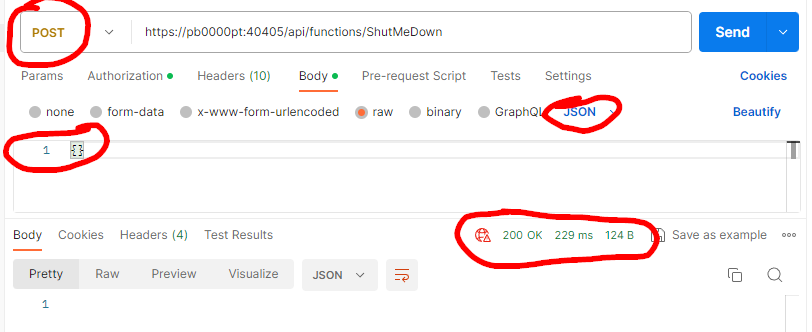 POST https://pb0000pt:40405/api/functions/ShutMeDown Send
Params Authorization Headers (10) Body Pre-request Script Tests Settings Cookies
none form-data x-www-form-urlencoded raw binary GraphQL JSON Beautify
1 {}
Body Cookies Headers (4) Test Results 200 OK 229 ms 124 B Save as example
Pretty Raw Preview Visualize JSON
1